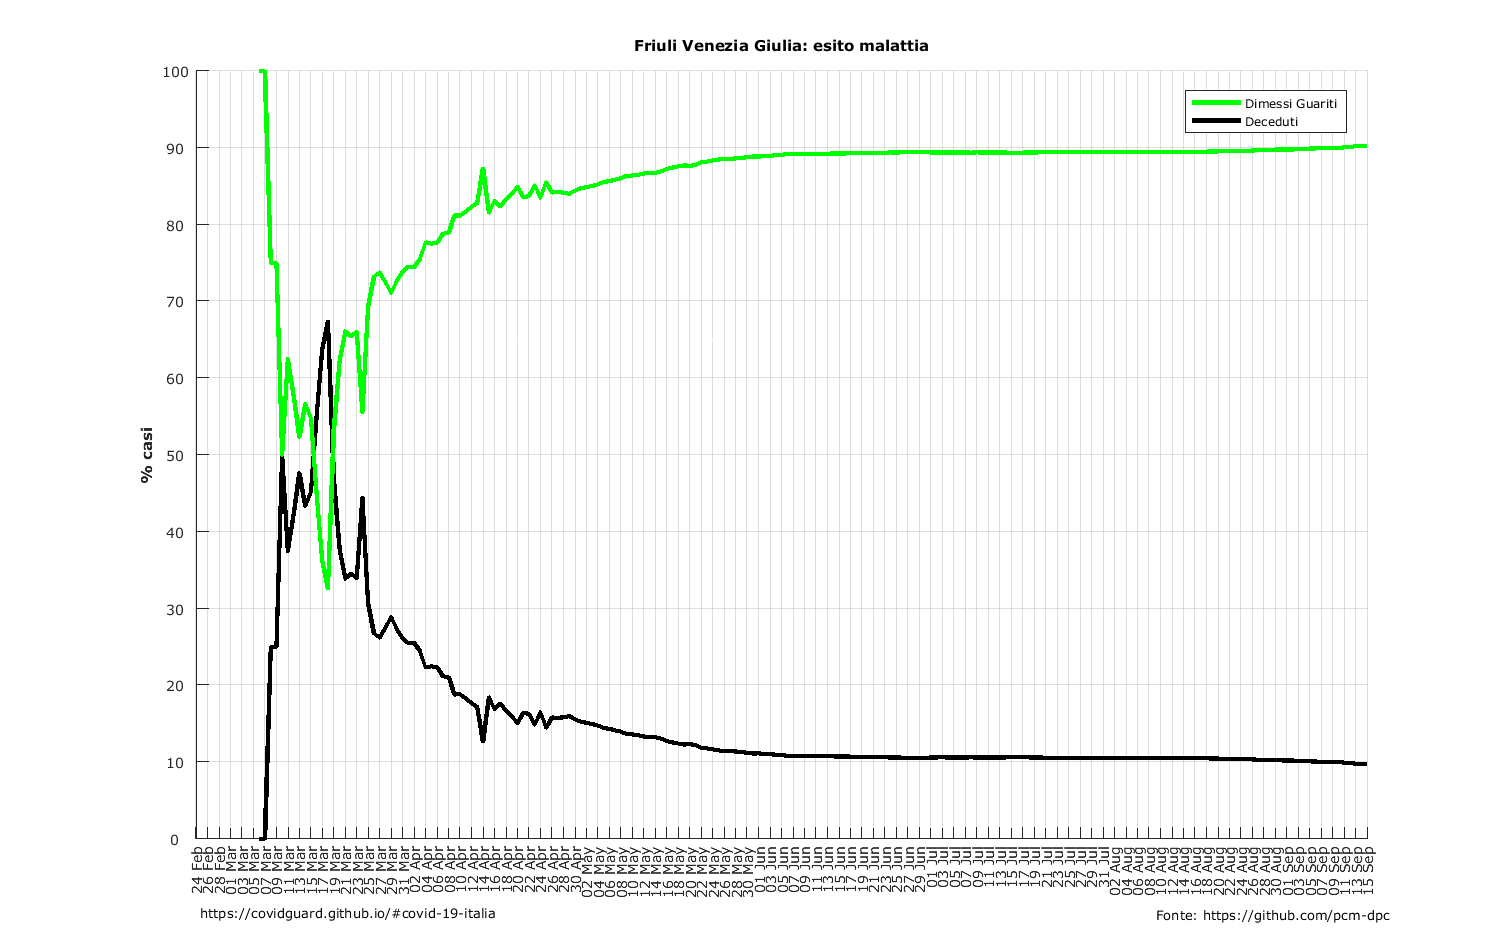 Friuli Venezia Giulia: esito malattia
Dimessi Guariti
Deceduti
% casi
100
90
80
70
60
50
40
30
20
10
0
24 Feb
26 Feb
28 Feb
01 Mar
03 Mar
05 Mar
07 Mar
09 Mar
11 Mar
13 Mar
15 Mar
17 Mar
19 Mar
21 Mar
23 Mar
25 Mar
27 Mar
29 Mar
31 Mar
02 Apr
04 Apr
06 Apr
08 Apr
10 Apr
12 Apr
14 Apr
16 Apr
18 Apr
20 Apr
22 Apr
24 Apr
26 Apr
28 Apr
30 Apr
02 May
04 May
06 May
08 May
10 May
12 May
14 May
16 May
18 May
20 May
22 May
24 May
26 May
28 May
30 May
01 Jun
03 Jun
05 Jun
07 Jun
09 Jun
11 Jun
13 Jun
15 Jun
17 Jun
19 Jun
21 Jun
23 Jun
25 Jun
27 Jun
29 Jun
01 Jul
03 Jul
05 Jul
07 Jul
09 Jul
11 Jul
13 Jul
15 Jul
17 Jul
19 Jul
21 Jul
23 Jul
25 Jul
27 Jul
29 Jul
31 Jul
02 Aug
04 Aug
06 Aug
08 Aug
10 Aug
12 Aug
14 Aug
16 Aug
18 Aug
20 Aug
22 Aug
24 Aug
26 Aug
28 Aug
30 Aug
01 Sep
03 Sep
05 Sep
07 Sep
09 Sep
11 Sep
13 Sep
15 Sep
https://covidguard.github.io/#covid-19-italia
Fonte: https://github.com/pcm-dpc